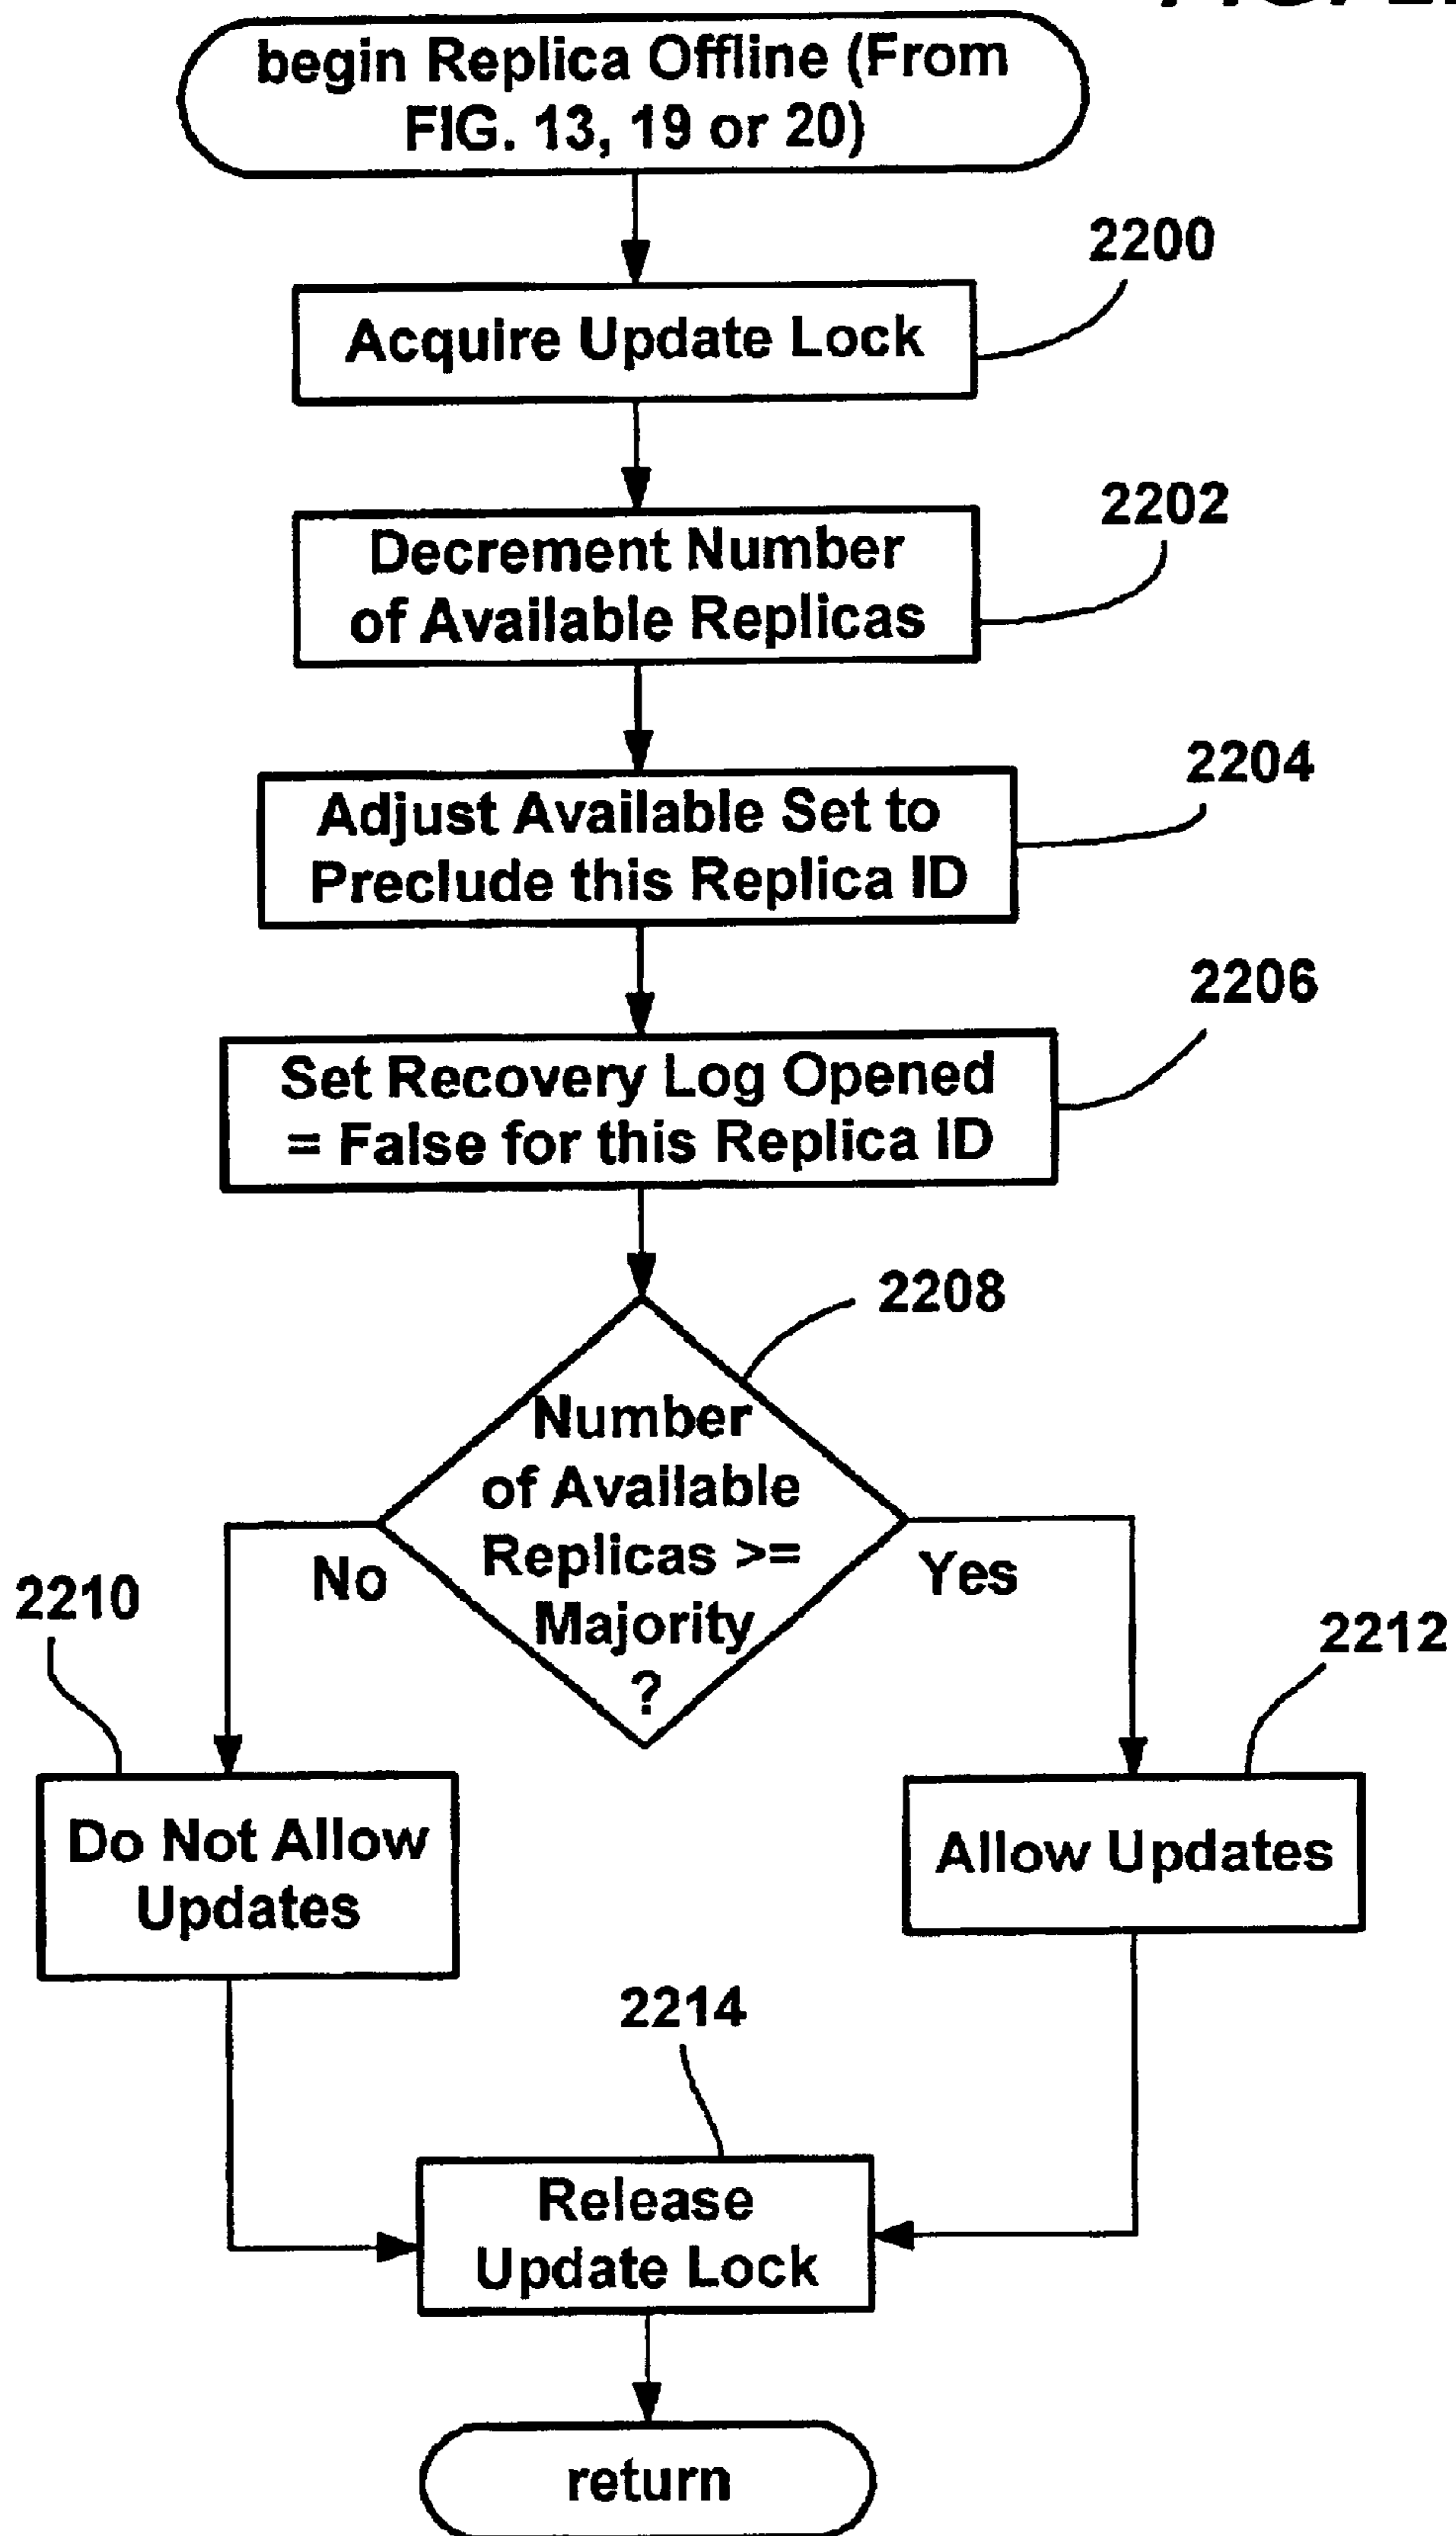 begin Replica Offline (From
FIG. 13, 19 or 20)
2200
Acquire Update Lock
2202
Decrement Number
of Available Replicas
2204
Adjust Available Set to
Preclude this Replica ID
2206
Set Recovery Log Opened
= False for this Replica ID
2208
Number
of Available
Replicas >=
Majority
?
No
Yes
2210
2212
Do Not Allow
Updates
Allow Updates
2214
Release
Update Lock
return